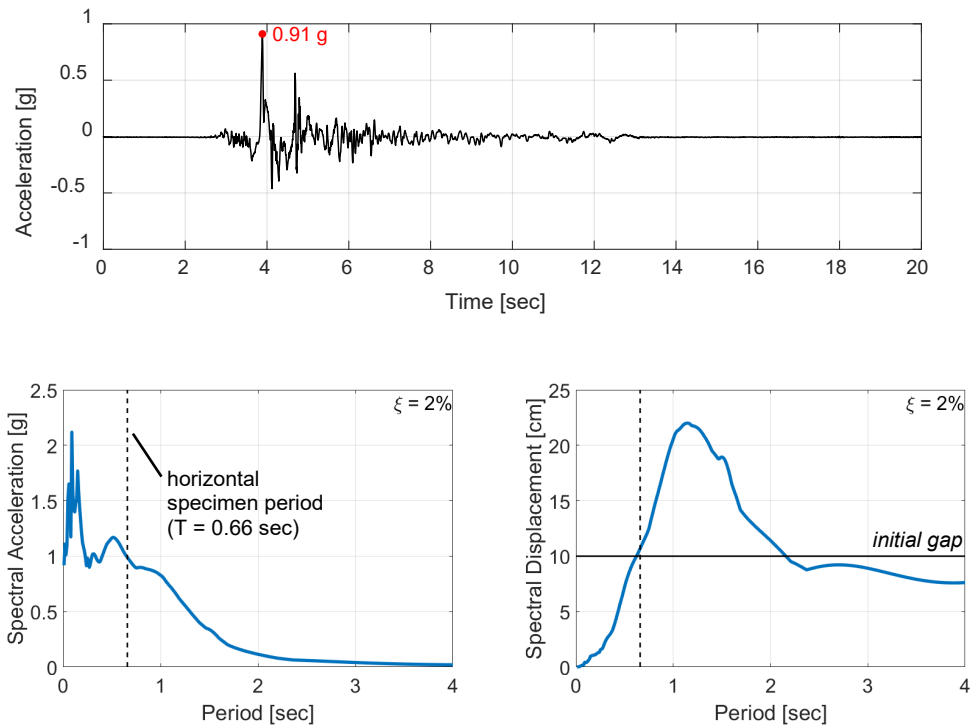 1
0.91 g
0.5
0
-0.5
-1
Acceleration [g]
0 2 4 6 8 10 12 14 16 18 20
Time [sec]
2.5
2
1.5
1
0.5
0
Spectral Acceleration [g]
ξ = 2%
horizontal
specimen period
(T = 0.66 sec)
0 1 2 3 4
Period [sec]
25
20
15
10
5
0
Spectral Displacement [cm]
ξ = 2%
initial gap
0 1 2 3 4
Period [sec]